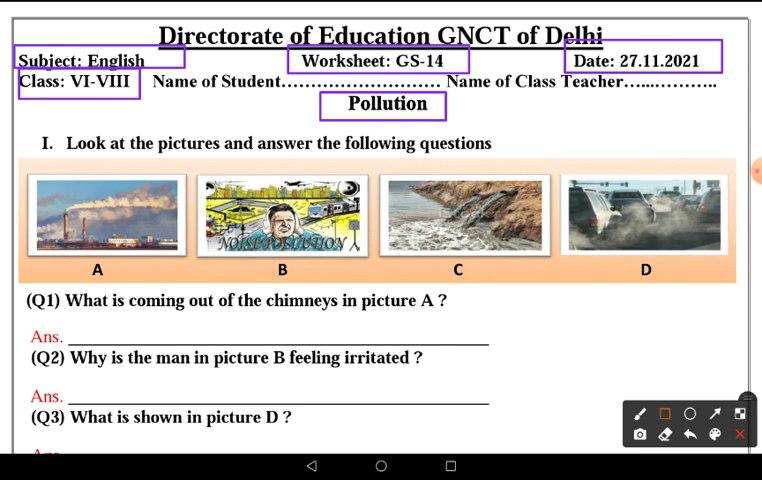 Directorate of Education GNCT of Delhi
Subject: English Worksheet: GS-14 Date: 27.11.2021
Class: VI-VIII Name of Student.............................. Name of Class Teacher..................
Pollution
I. Look at the pictures and answer the following questions
NOISE POLLUTION
A B C D
(Q1) What is coming out of the chimneys in picture A ?
Ans. ____________________
(Q2) Why is the man in picture B feeling irritated ?
Ans. ____________________
(Q3) What is shown in picture D ?